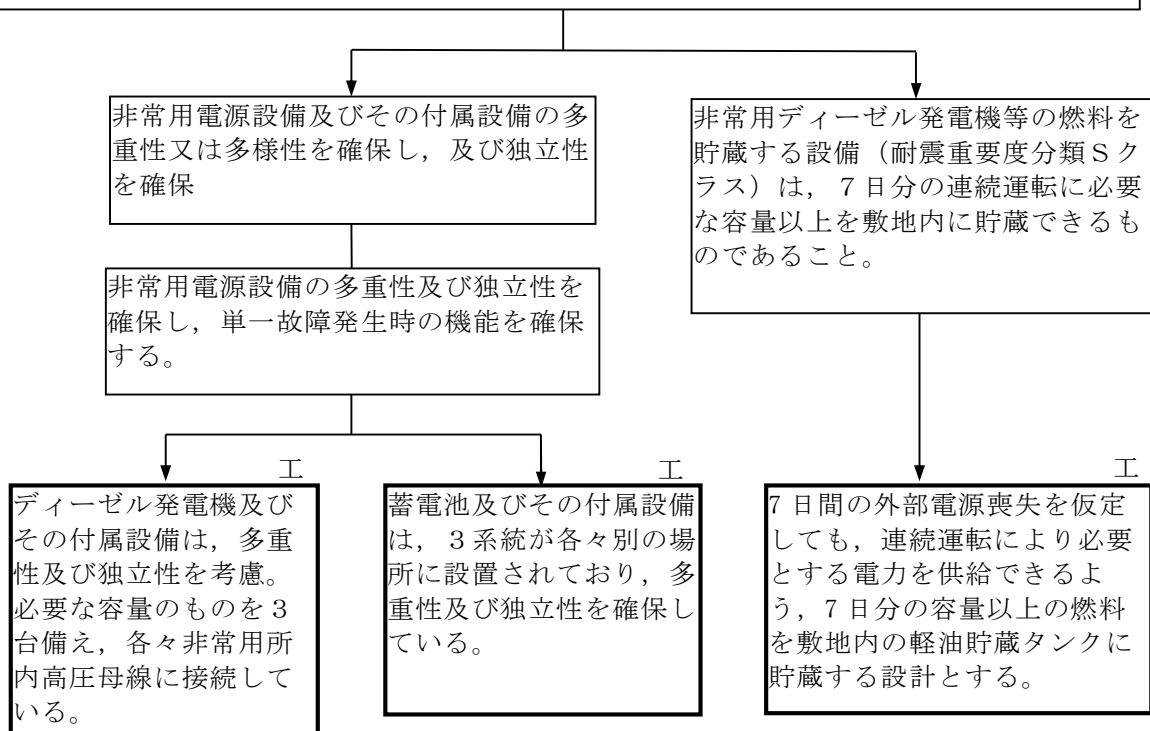 非常用電源設備及びその付属設備の多
重性又は多様性を確保し，及び独立性
を確保
非常用ディーゼル発電機等の燃料を
貯蔵する設備（耐震重要度分類Ｓク
ラス）は，７日分の連続運転に必要
な容量以上を敷地内に貯蔵できるも
のであること。
非常用電源設備の多重性及び独立性を
確保し，単一故障発生時の機能を確保
する。
工
ディーゼル発電機及び
その付属設備は，多重
性及び独立性を考慮。
必要な容量のものを３
台備え，各々非常用所
内高圧母線に接続して
いる。
工
蓄電池及びその付属設備
は，３系統が各々別の場
所に設置されており，多
重性及び独立性を確保し
ている。
工
７日間の外部電源喪失を仮定
しても，連続運転により必要
とする電力を供給できるよ
う，７日分の容量以上の燃料
を敷地内の軽油貯蔵タンクに
貯蔵する設計とする。